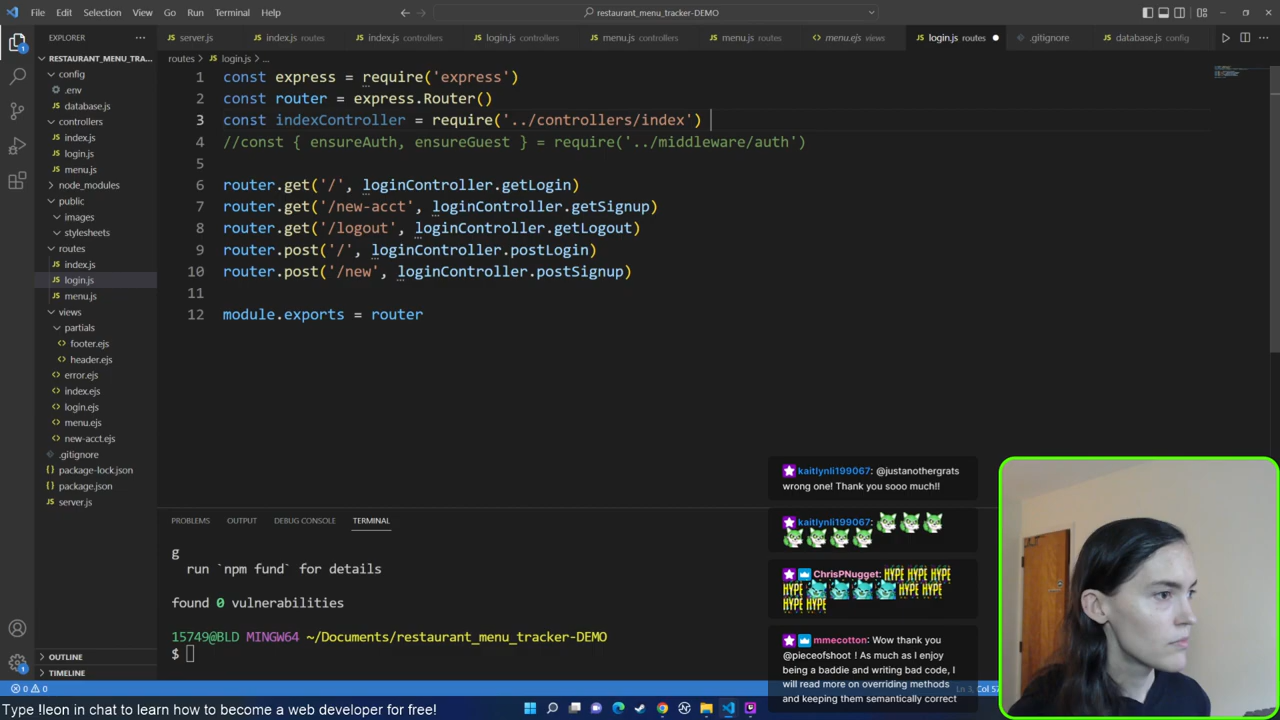 File Edit Selection View Go Run Terminal Help
restaurant_menu_tracker-DEMO
EXPLORER
server.js
index.js routes
index.js controllers
login.js controllers
menu.js controllers
menu.js routes
menu.ejs views
login.js routes
.gitignore
database.js config
RESTAURANT_MENU_TRA...
config
.env
database.js
controllers
index.js
login.js
menu.js
node_modules
public
images
stylesheets
routes
index.js
login.js
menu.js
views
partials
footer.ejs
header.ejs
error.ejs
index.ejs
login.ejs
menu.ejs
new-acct.ejs
.gitignore
package-lock.json
package.json
server.js
OUTLINE
TIMELINE
routes > login.js > ...
1 const express = require('express')
2 const router = express.Router()
3 const indexController = require('../controllers/index')
4 //const { ensureAuth, ensureGuest } = require('../middleware/auth')
5
6 router.get('/', loginController.getLogin)
7 router.get('/new-acct', loginController.getSignup)
8 router.get('/logout', loginController.getLogout)
9 router.post('/', loginController.postLogin)
10 router.post('/new', loginController.postSignup)
11
12 module.exports = router
PROBLEMS OUTPUT DEBUG CONSOLE TERMINAL
g
run `npm fund` for details
found 0 vulnerabilities
15749@BLD MINGW64 ~/Documents/restaurant_menu_tracker-DEMO
$
kaitlynli199067: @justanothergrats
wrong one! Thank you sooo much!!
kaitlynli199067:
ChrisPNugget: HYPE HYPE HYPE
HYPE HYPE
HYPE HYPE
mmecotton: Wow thank you
@pieceofshoot ! As much as I enjoy
being a baddie and writing bad code, I
will read more on overriding methods
and keeping them semantically correct
0 0
Ln 3, Col 57
Type !leon in chat to learn how to become a web developer for free!